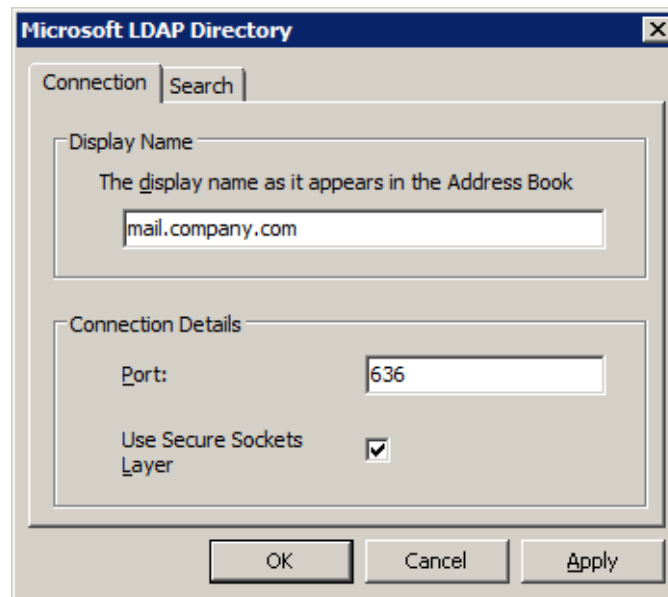 Microsoft LDAP Directory
Connection
Search
Display Name
The display name as it appears in the Address Book
mail.company.com
Connection Details
Port:
636
Use Secure Sockets
Layer
OK
Cancel
Apply